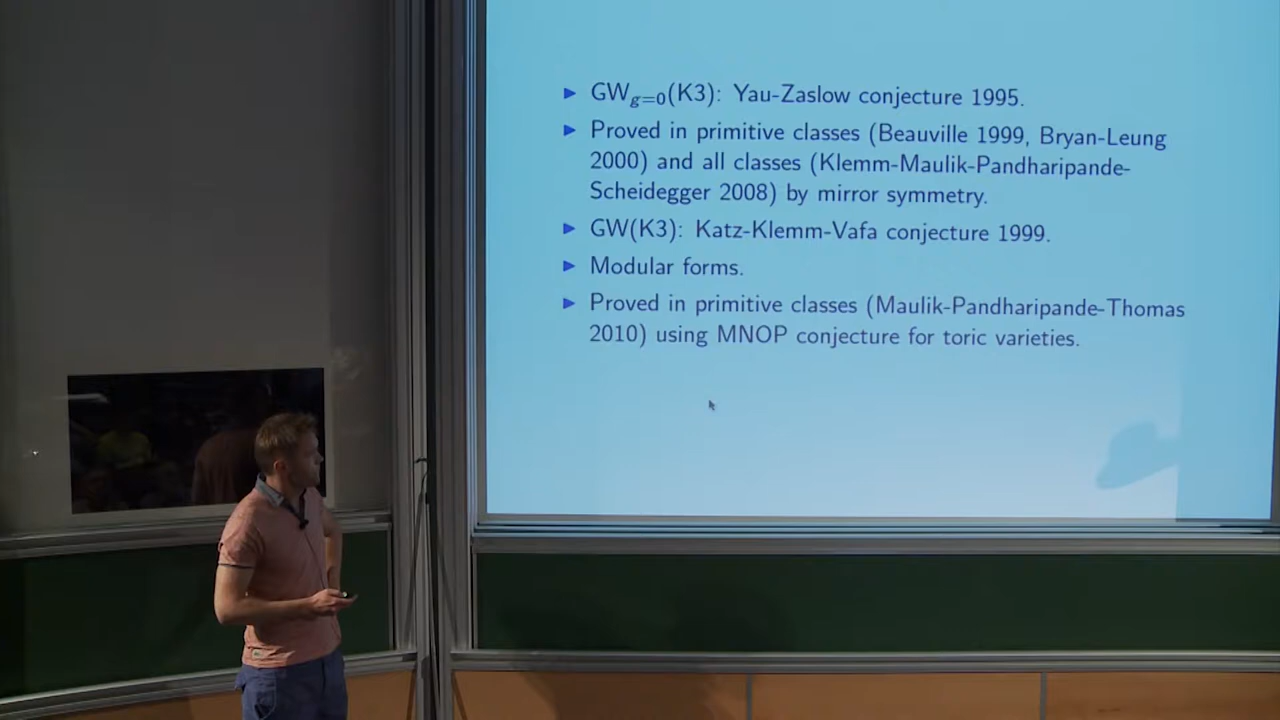 ▶ GW_{g=0}(K3): Yau-Zaslow conjecture 1995.
▶ Proved in primitive classes (Beauville 1999, Bryan-Leung
2000) and all classes (Klemm-Maulik-Pandharipande-
Scheidegger 2008) by mirror symmetry.
▶ GW(K3): Katz-Klemm-Vafa conjecture 1999.
▶ Modular forms.
▶ Proved in primitive classes (Maulik-Pandharipande-Thomas
2010) using MNOP conjecture for toric varieties.